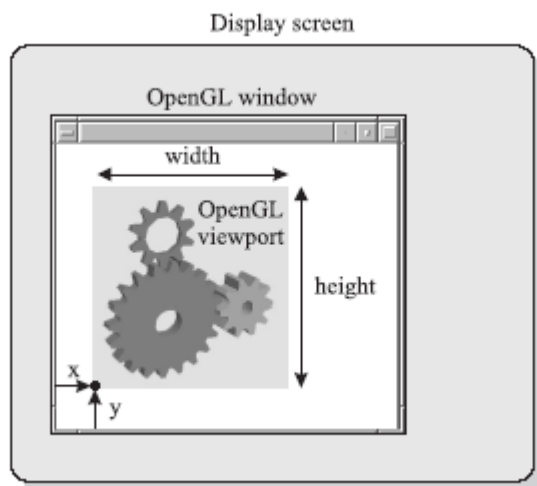 Display screen
OpenGL window
width
OpenGL
viewport
height
x
y